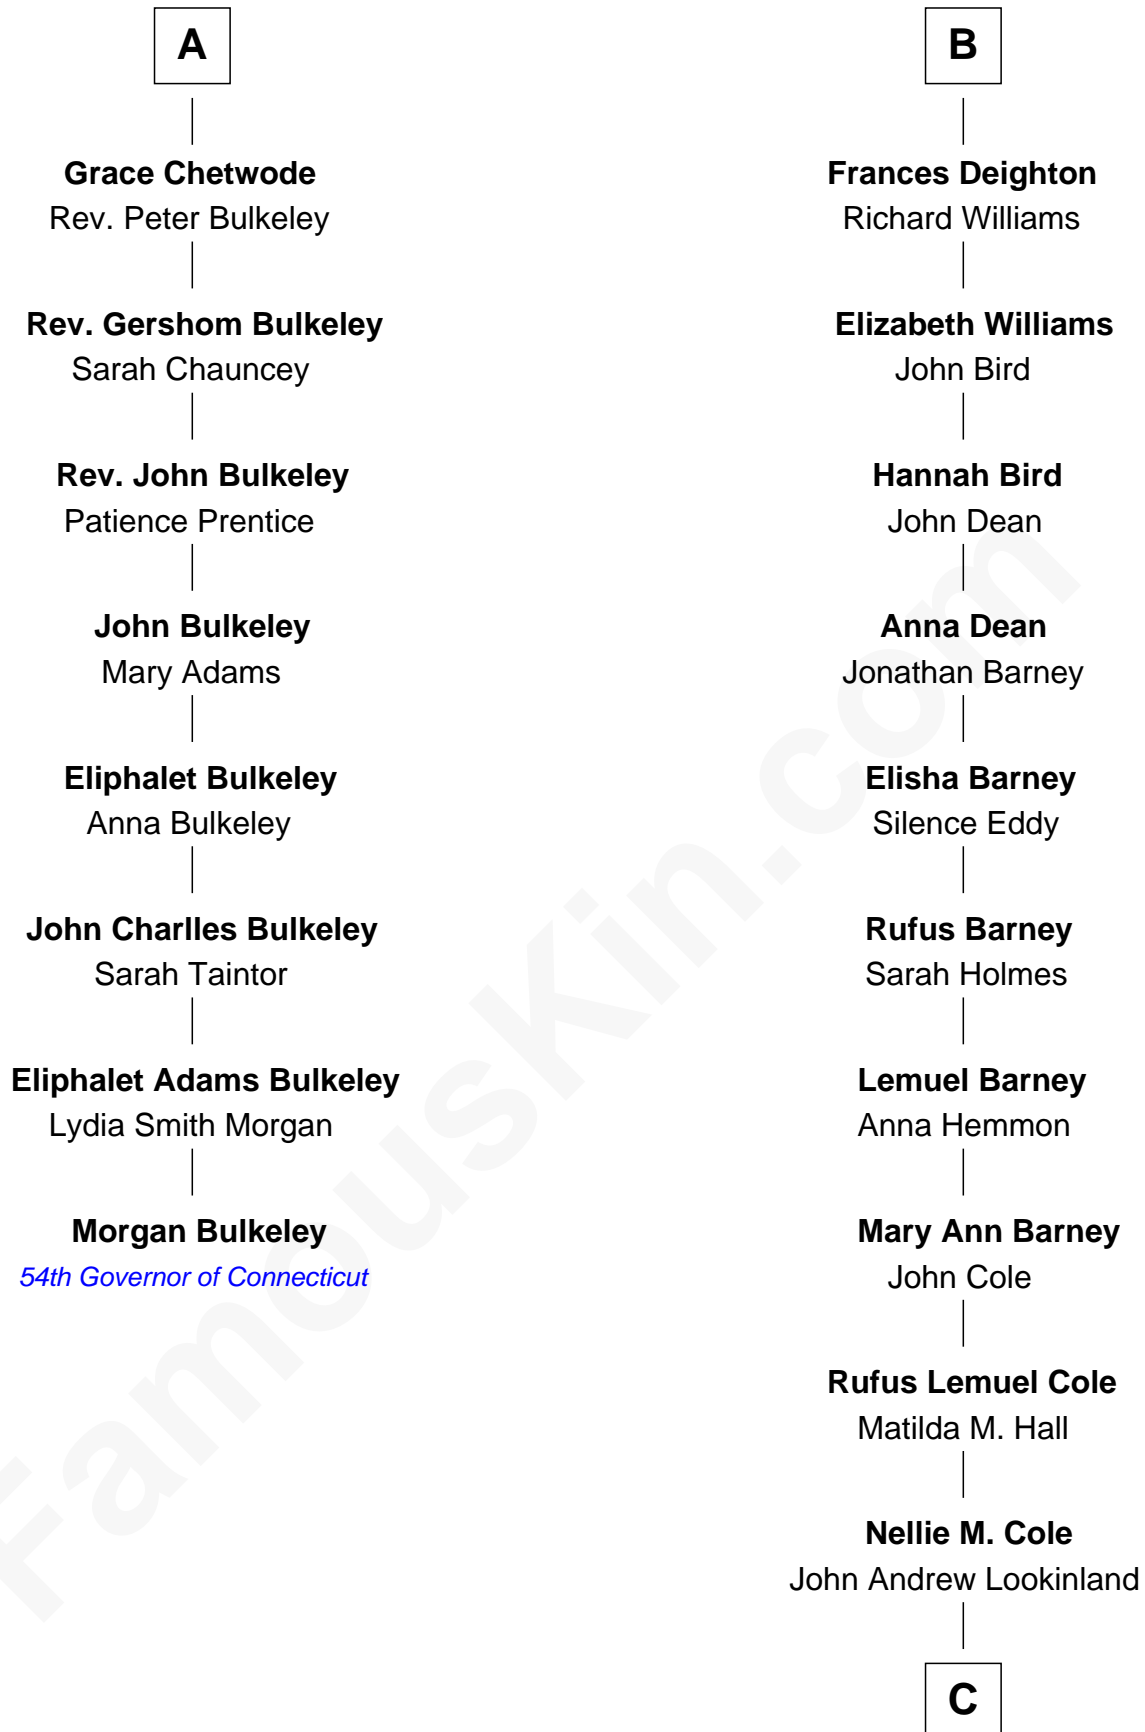 A
Grace Chetwode
Rev. Peter Bulkeley
Rev. Gershom Bulkeley
Sarah Chauncey
Rev. John Bulkeley
Patience Prentice
John Bulkeley
Mary Adams
Eliphalet Bulkeley
Anna Bulkeley
John Charlles Bulkeley
Sarah Taintor
Eliphalet Adams Bulkeley
Lydia Smith Morgan
Morgan Bulkeley
54th Governor of Connecticut
B
Frances Deighton
Richard Williams
Elizabeth Williams
John Bird
Hannah Bird
John Dean
Anna Dean
Jonathan Barney
Elisha Barney
Silence Eddy
Rufus Barney
Sarah Holmes
Lemuel Barney
Anna Hemmon
Mary Ann Barney
John Cole
Rufus Lemuel Cole
Matilda M. Hall
Nellie M. Cole
John Andrew Lookinland
C
FamousKin.com